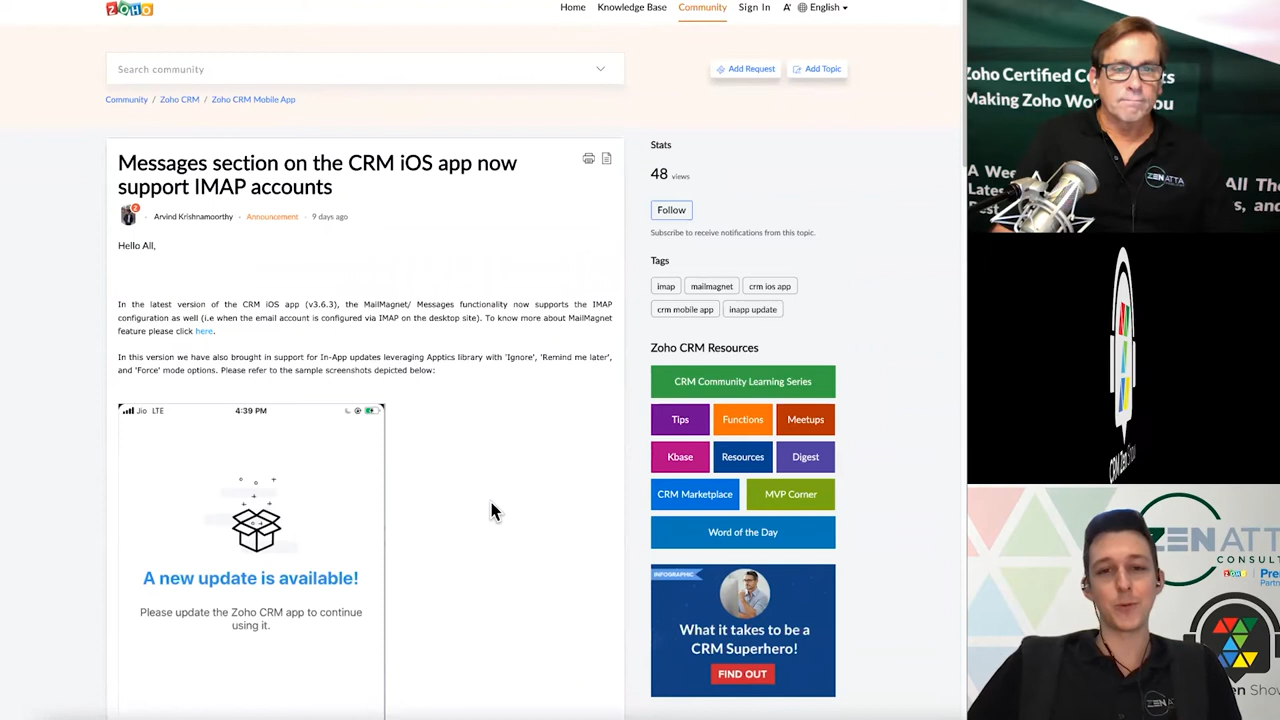 ZOHO
Home Knowledge Base Community Sign In English
Search community
Add Request Add Topic
Community / Zoho CRM / Zoho CRM Mobile App
Messages section on the CRM iOS app now
support IMAP accounts
Arvind Krishnamoorthy · Announcement · 9 days ago
Hello All,
In the latest version of the CRM iOS app (v3.6.3), the MailMagnet/ Messages functionality now supports the IMAP
configuration as well (i.e when the email account is configured via IMAP on the desktop site). To know more about MailMagnet
feature please click here.
In this version we have also brought in support for In-App updates leveraging Apptics library with 'Ignore', 'Remind me later',
and 'Force' mode options. Please refer to the sample screenshots depicted below:
Jio LTE 4:39 PM
A new update is available!
Please update the Zoho CRM app to continue
using it.
Stats
48 views
Follow
Subscribe to receive notifications from this topic.
Tags
imap mailmagnet crm ios app
crm mobile app inapp update
Zoho CRM Resources
CRM Community Learning Series
Tips Functions Meetups
Kbase Resources Digest
CRM Marketplace MVP Corner
Word of the Day
INFOGRAPHIC
What it takes to be a
CRM Superhero!
FIND OUT
Zoho Certified
Making Zoho
A
All
ZENATTA
CRM Zen Show
ZENATT
CONSULT
ZOHO
Show